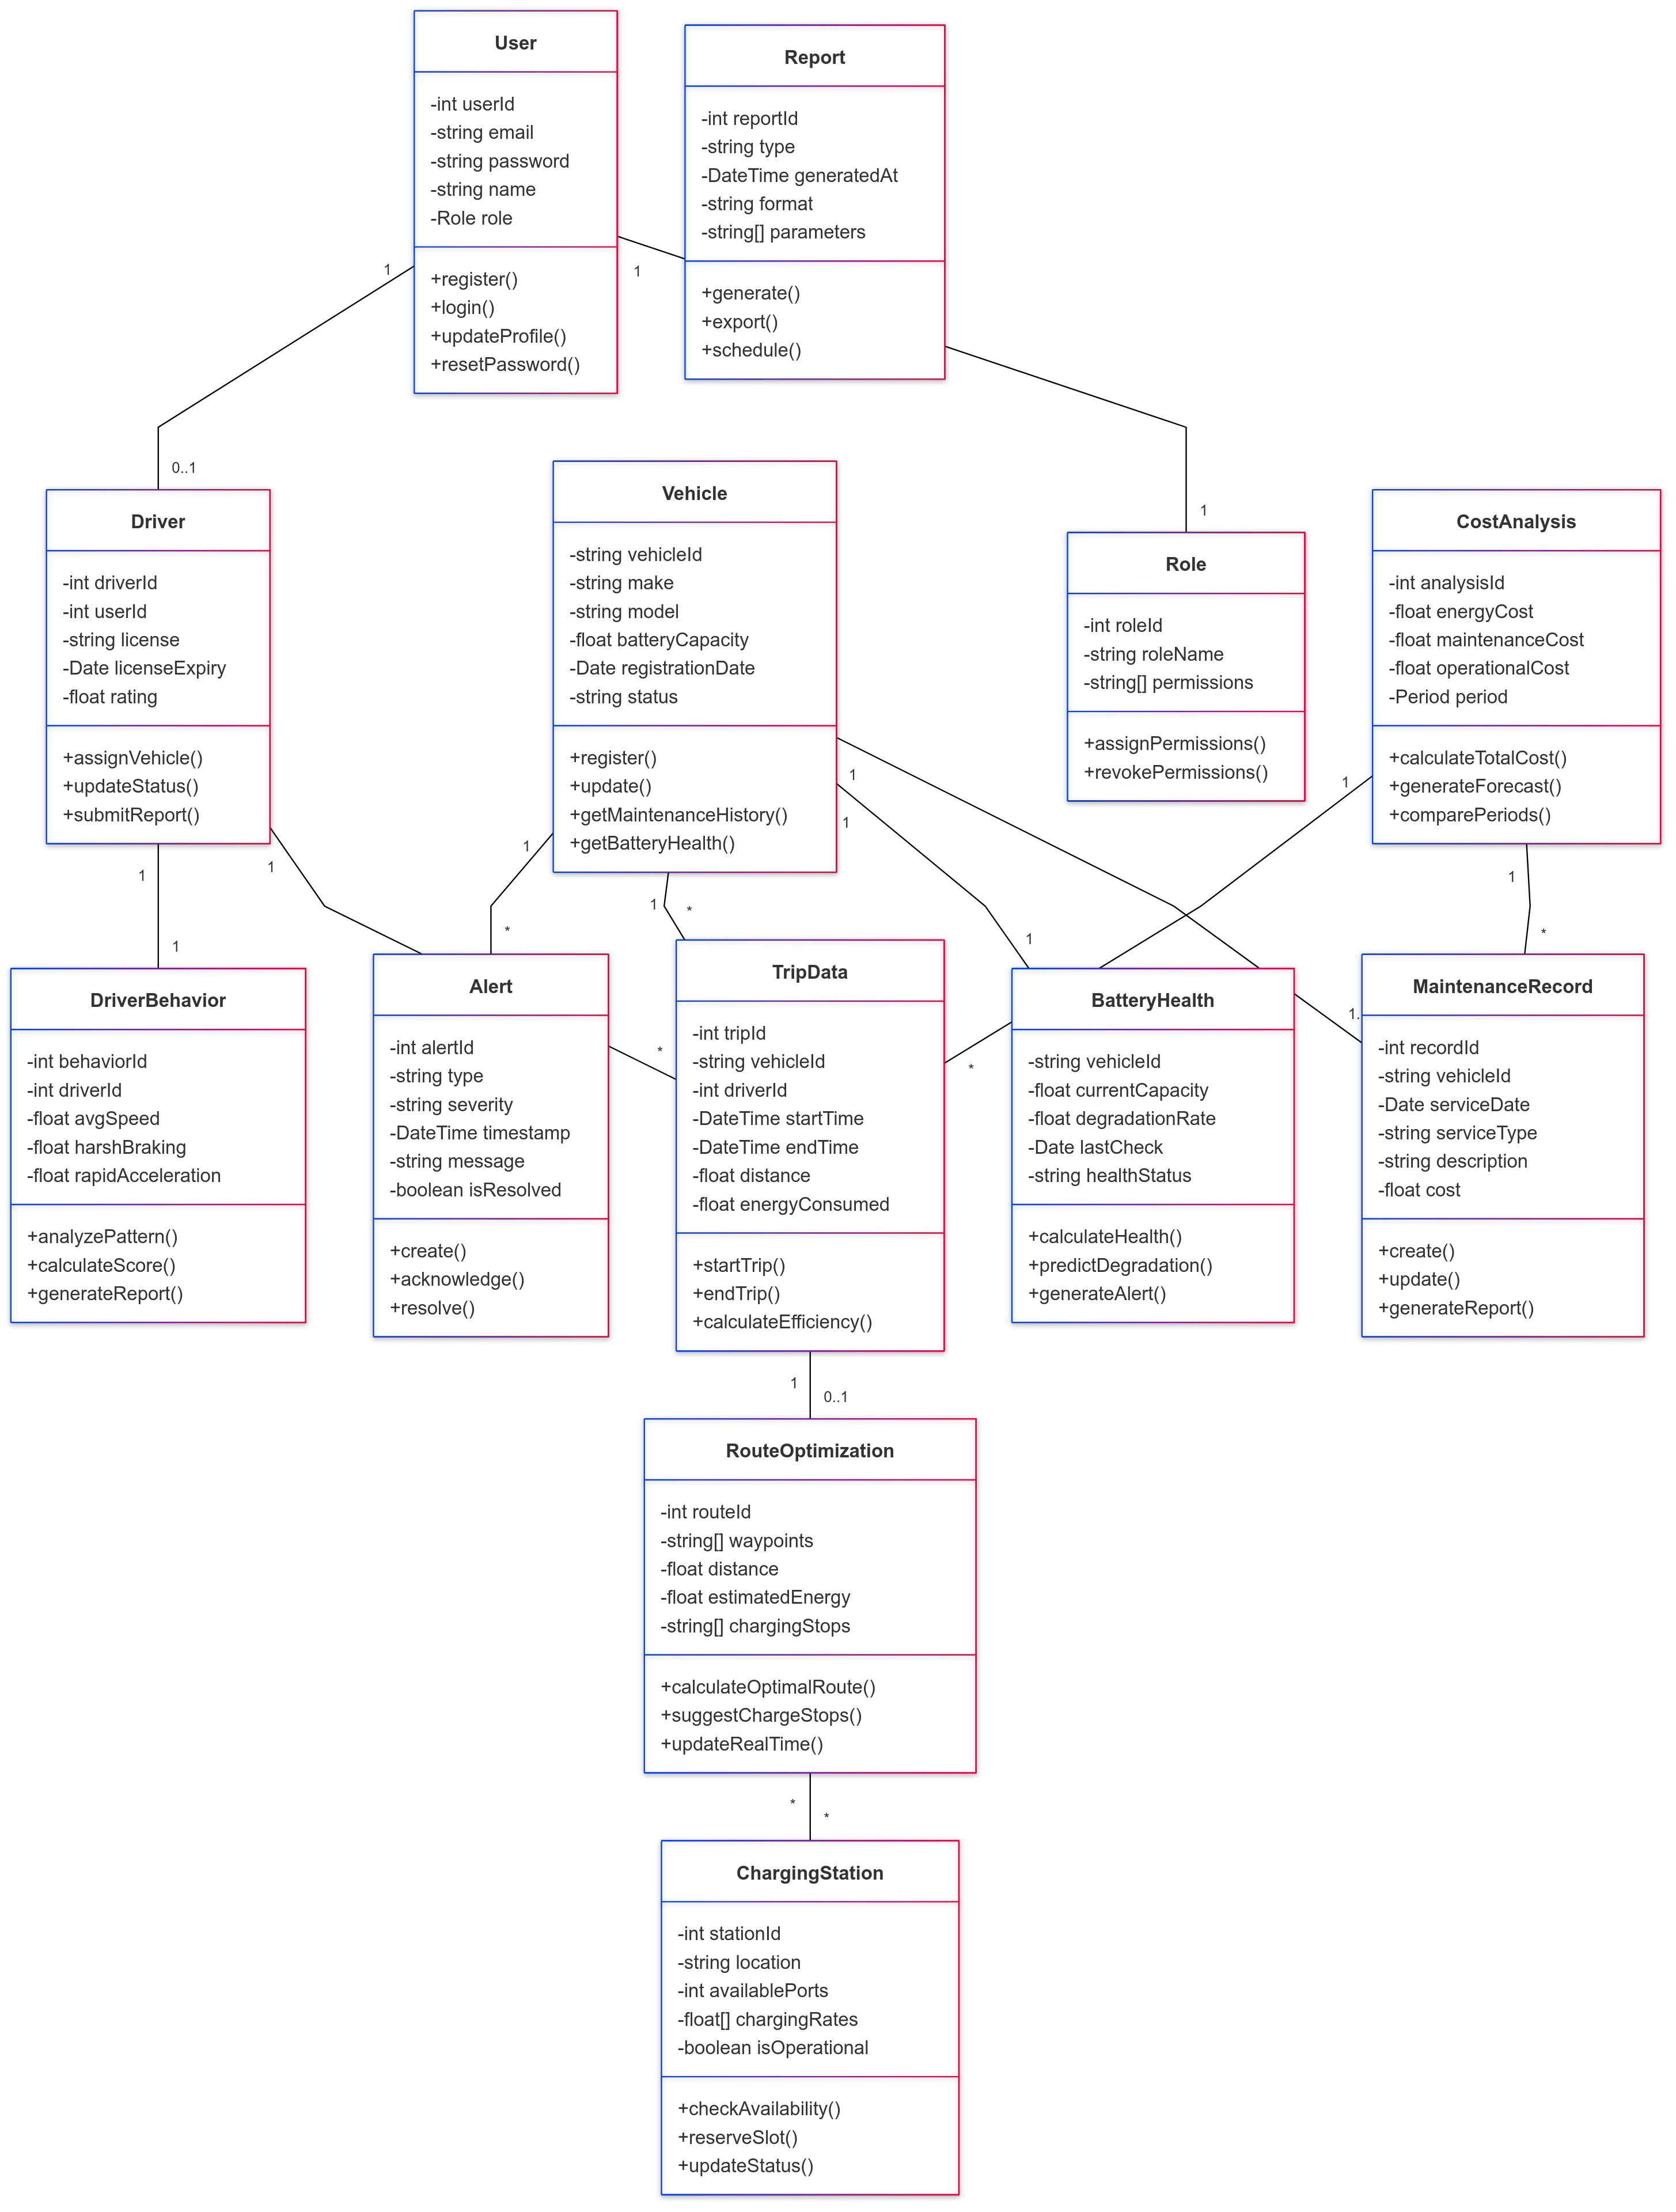 User
-int userId
-string email
-string password
-string name
-Role role
+register()
+login()
+updateProfile()
+resetPassword()
Report
-int reportId
-string type
-DateTime generatedAt
-string format
-string[] parameters
+generate()
+export()
+schedule()
1
1
0..1
1
Driver
-int driverId
-int userId
-string license
-Date licenseExpiry
-float rating
+assignVehicle()
+updateStatus()
+submitReport()
Vehicle
-string vehicleId
-string make
-string model
-float batteryCapacity
-Date registrationDate
-string status
+register()
+update()
+getMaintenanceHistory()
+getBatteryHealth()
Role
-int roleId
-string roleName
-string[] permissions
+assignPermissions()
+revokePermissions()
CostAnalysis
-int analysisId
-float energyCost
-float maintenanceCost
-float operationalCost
-Period period
+calculateTotalCost()
+generateForecast()
+comparePeriods()
1
1
1
1
1
1
1
1
*
*
1
*
1
1
1.
*
*
DriverBehavior
-int behaviorId
-int driverId
-float avgSpeed
-float harshBraking
-float rapidAcceleration
+analyzePattern()
+calculateScore()
+generateReport()
Alert
-int alertId
-string type
-string severity
-DateTime timestamp
-string message
-boolean isResolved
+create()
+acknowledge()
+resolve()
TripData
-int tripId
-string vehicleId
-int driverId
-DateTime startTime
-DateTime endTime
-float distance
-float energyConsumed
+startTrip()
+endTrip()
+calculateEfficiency()
BatteryHealth
-string vehicleId
-float currentCapacity
-float degradationRate
-Date lastCheck
-string healthStatus
+calculateHealth()
+predictDegradation()
+generateAlert()
MaintenanceRecord
-int recordId
-string vehicleId
-Date serviceDate
-string serviceType
-string description
-float cost
+create()
+update()
+generateReport()
1
0..1
RouteOptimization
-int routeId
-string[] waypoints
-float distance
-float estimatedEnergy
-string[] chargingStops
+calculateOptimalRoute()
+suggestChargeStops()
+updateRealTime()
*
*
ChargingStation
-int stationId
-string location
-int availablePorts
-float[] chargingRates
-boolean isOperational
+checkAvailability()
+reserveSlot()
+updateStatus()